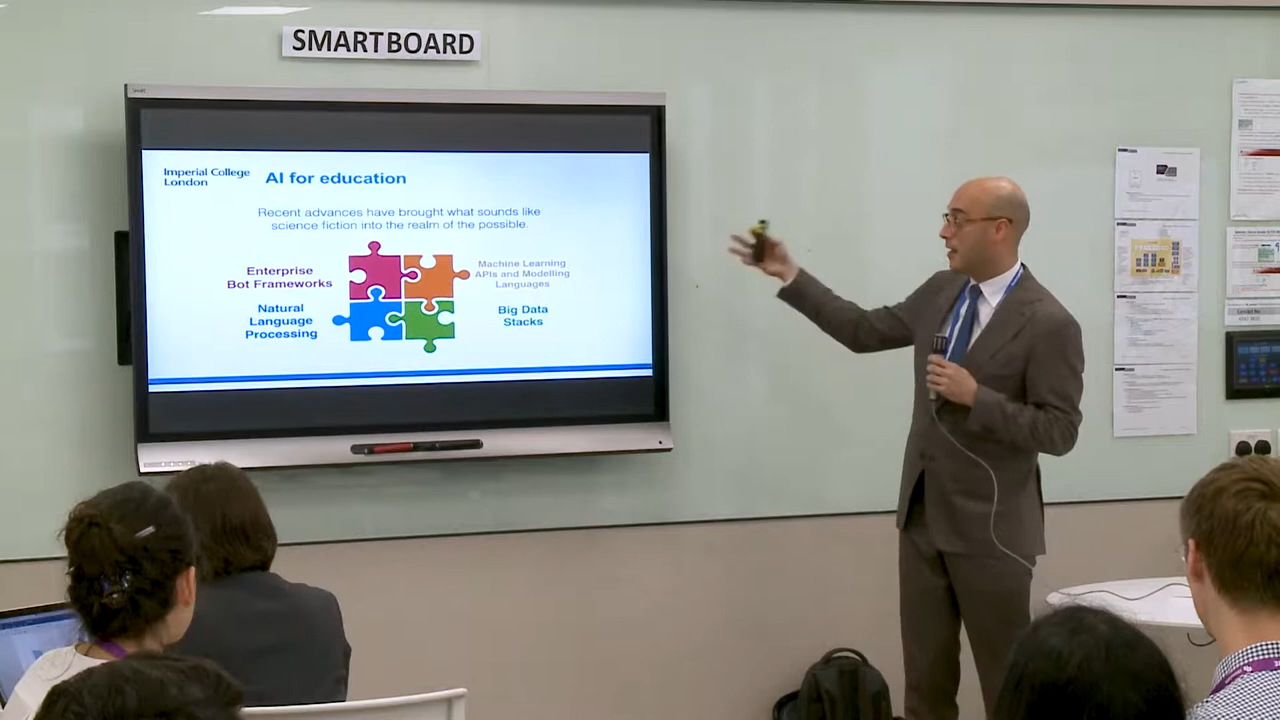 SMARTBOARD
Imperial College
London
AI for education
Recent advances have brought what sounds like
science fiction into the realm of the possible.
Enterprise
Bot Frameworks
Machine Learning
APIs and Modelling
Languages
Natural
Language
Processing
Big Data
Stacks